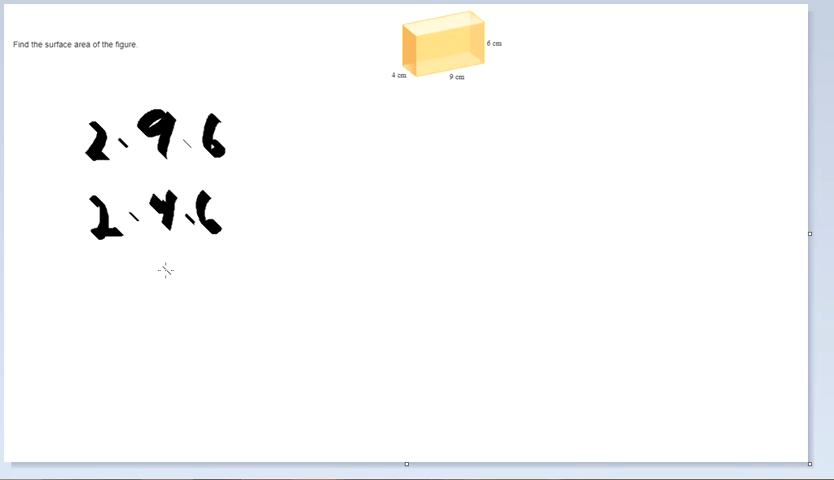 Find the surface area of the figure.
6 cm
4 cm
9 cm
2 · 9 · 6
2 · 4 · 6